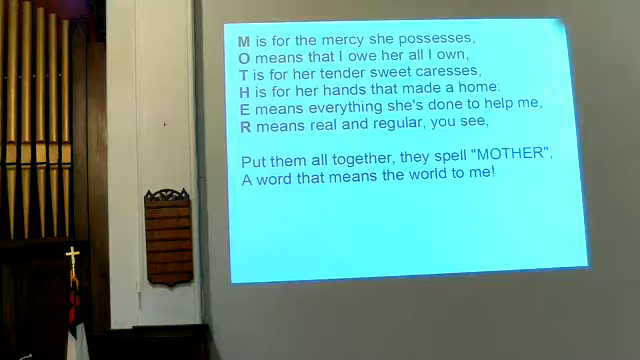 M is for the mercy she possesses,
O means that I owe her all I own,
T is for her tender sweet caresses,
H is for her hands that made a home:
E means everything she's done to help me,
R means real and regular, you see,
Put them all together, they spell "MOTHER",
A word that means the world to me!